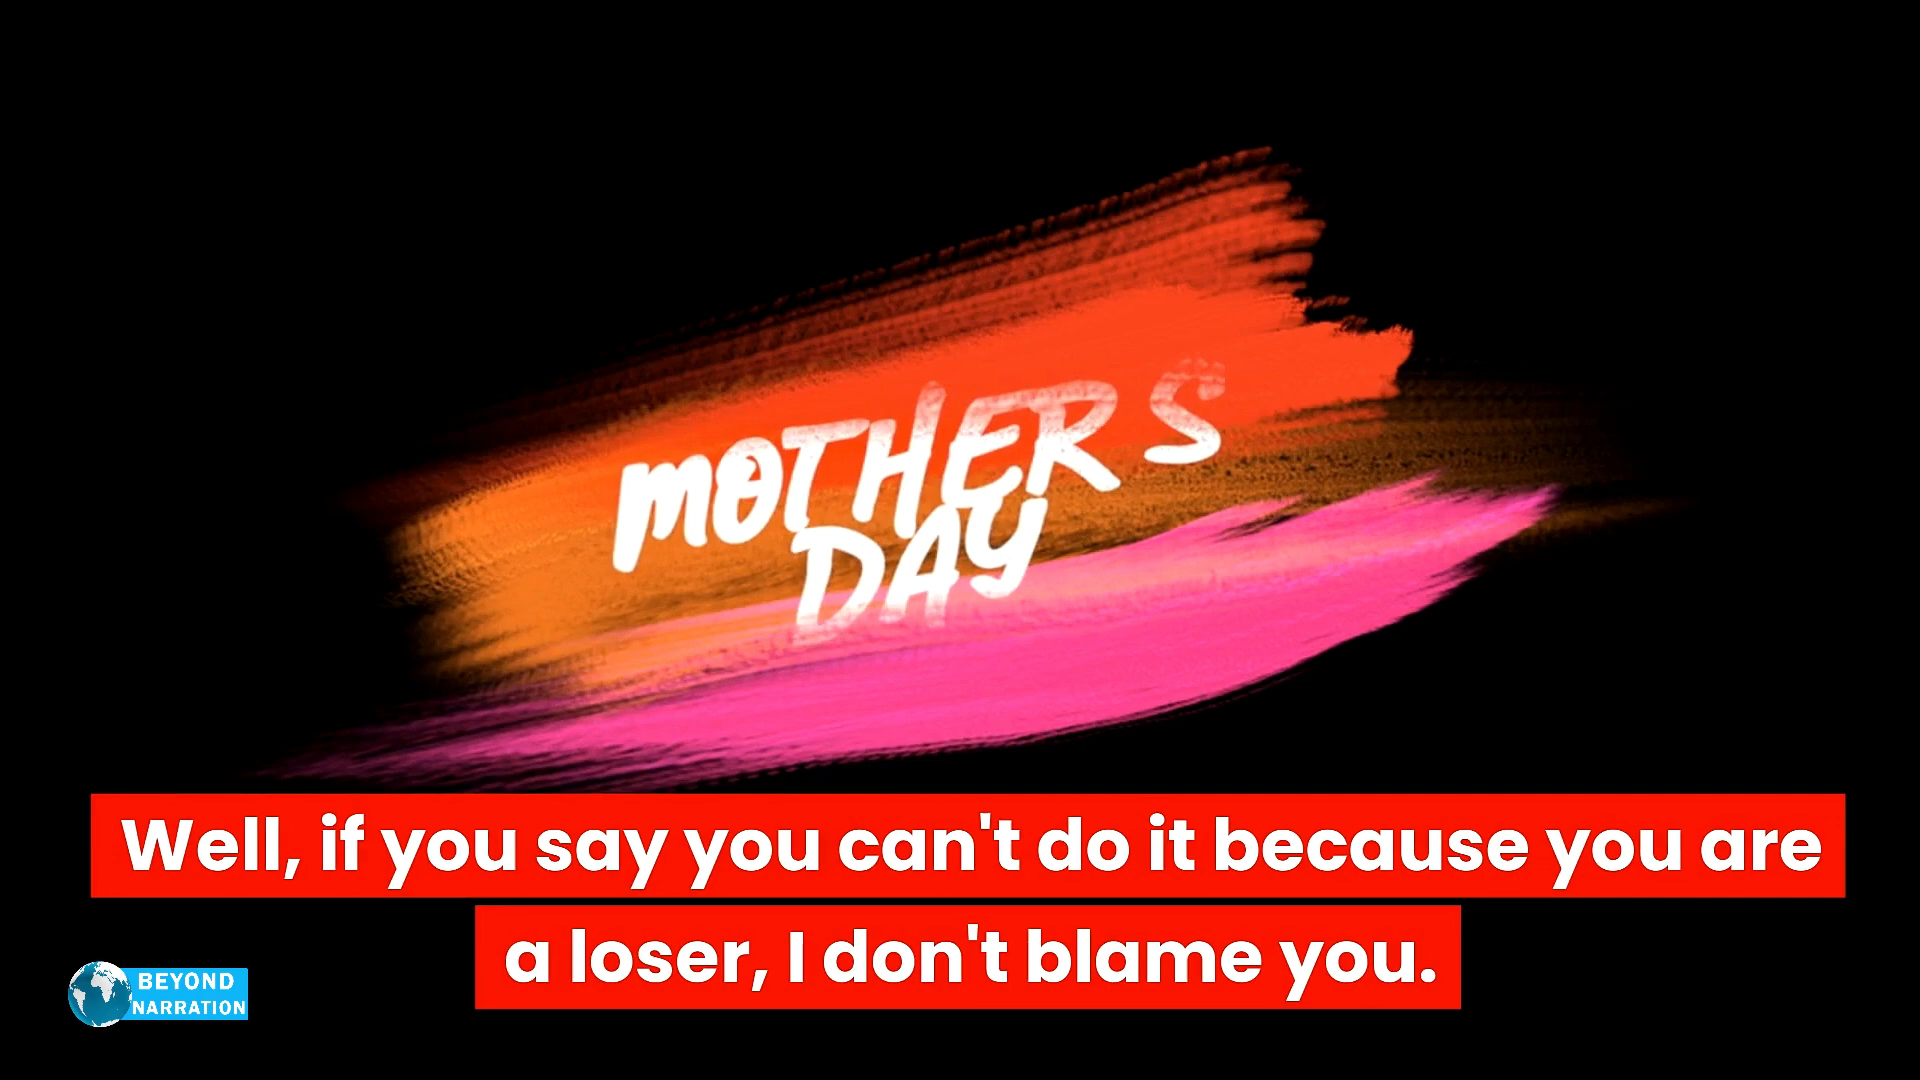 MOTHER S
DAY
Well, if you say you can't do it because you are
a loser, I don't blame you.
BEYOND
NARRATION